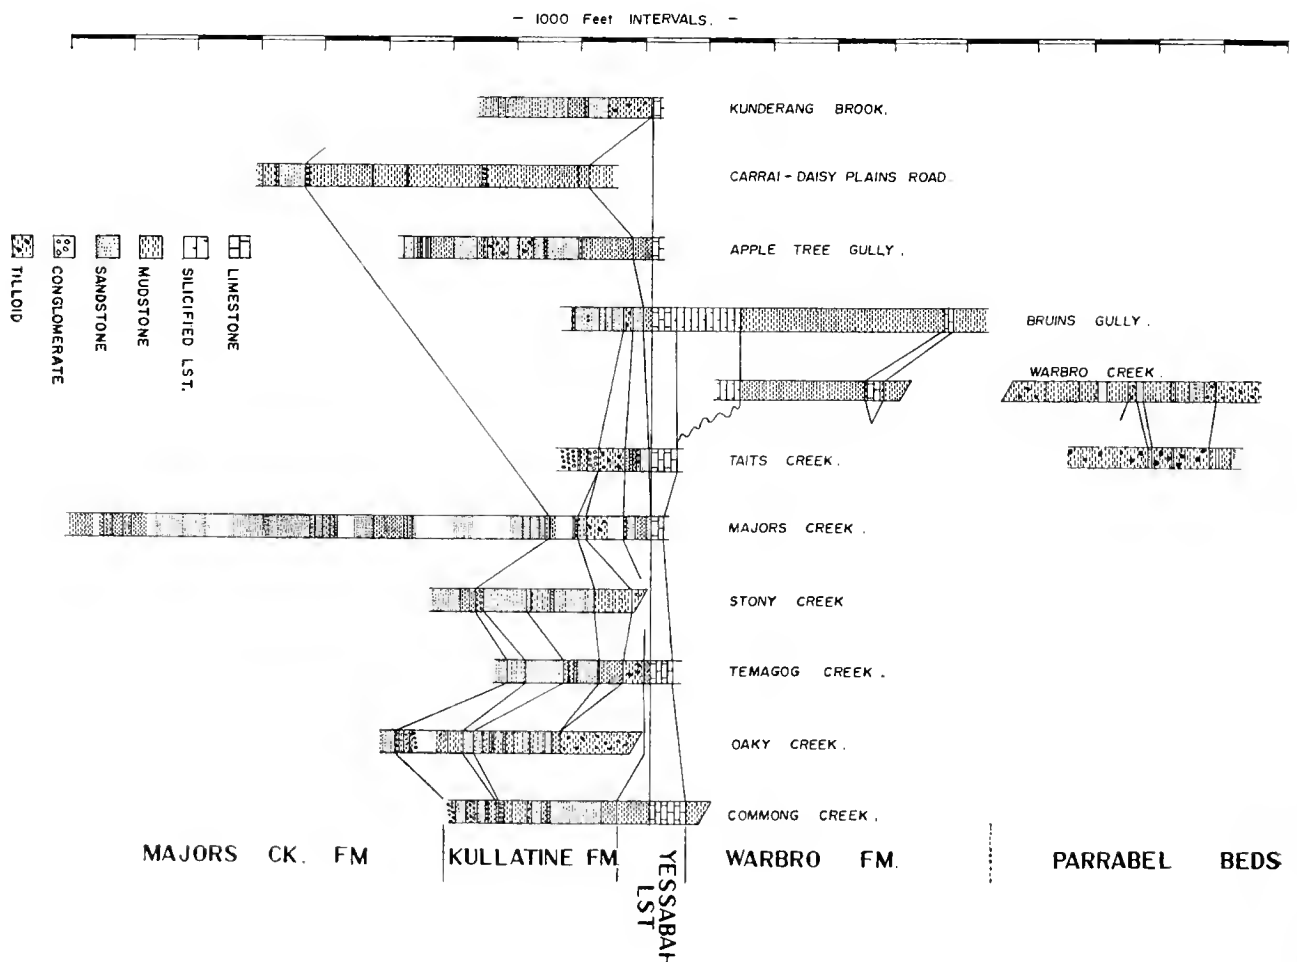 - 1000 Feet INTERVALS. -
KUNDERANG BROOK.
CARRAI - DAISY PLAINS ROAD
APPLE TREE GULLY.
BRUINS GULLY.
WARBRO CREEK.
TAITS CREEK.
MAJORS CREEK.
STONY CREEK
TEMAGOG CREEK.
OAKY CREEK.
COMMONG CREEK.
LIMESTONE
SILICIFIED LST.
MUDSTONE
SANDSTONE
CONGLOMERATE
TILLOID
MAJORS CK. FM
KULLATINE FM
YESSABAH
LST
WARBRO FM.
PARRABEL BEDS